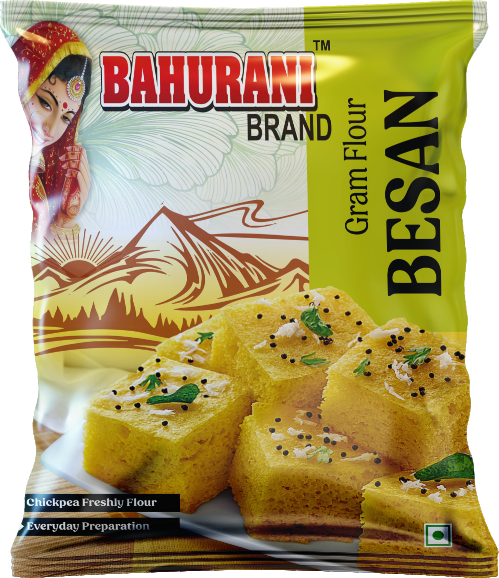 BAHURANI™
BRAND
Gram Flour
BESAN
Chickpea Freshly Flour
Everyday Preparation